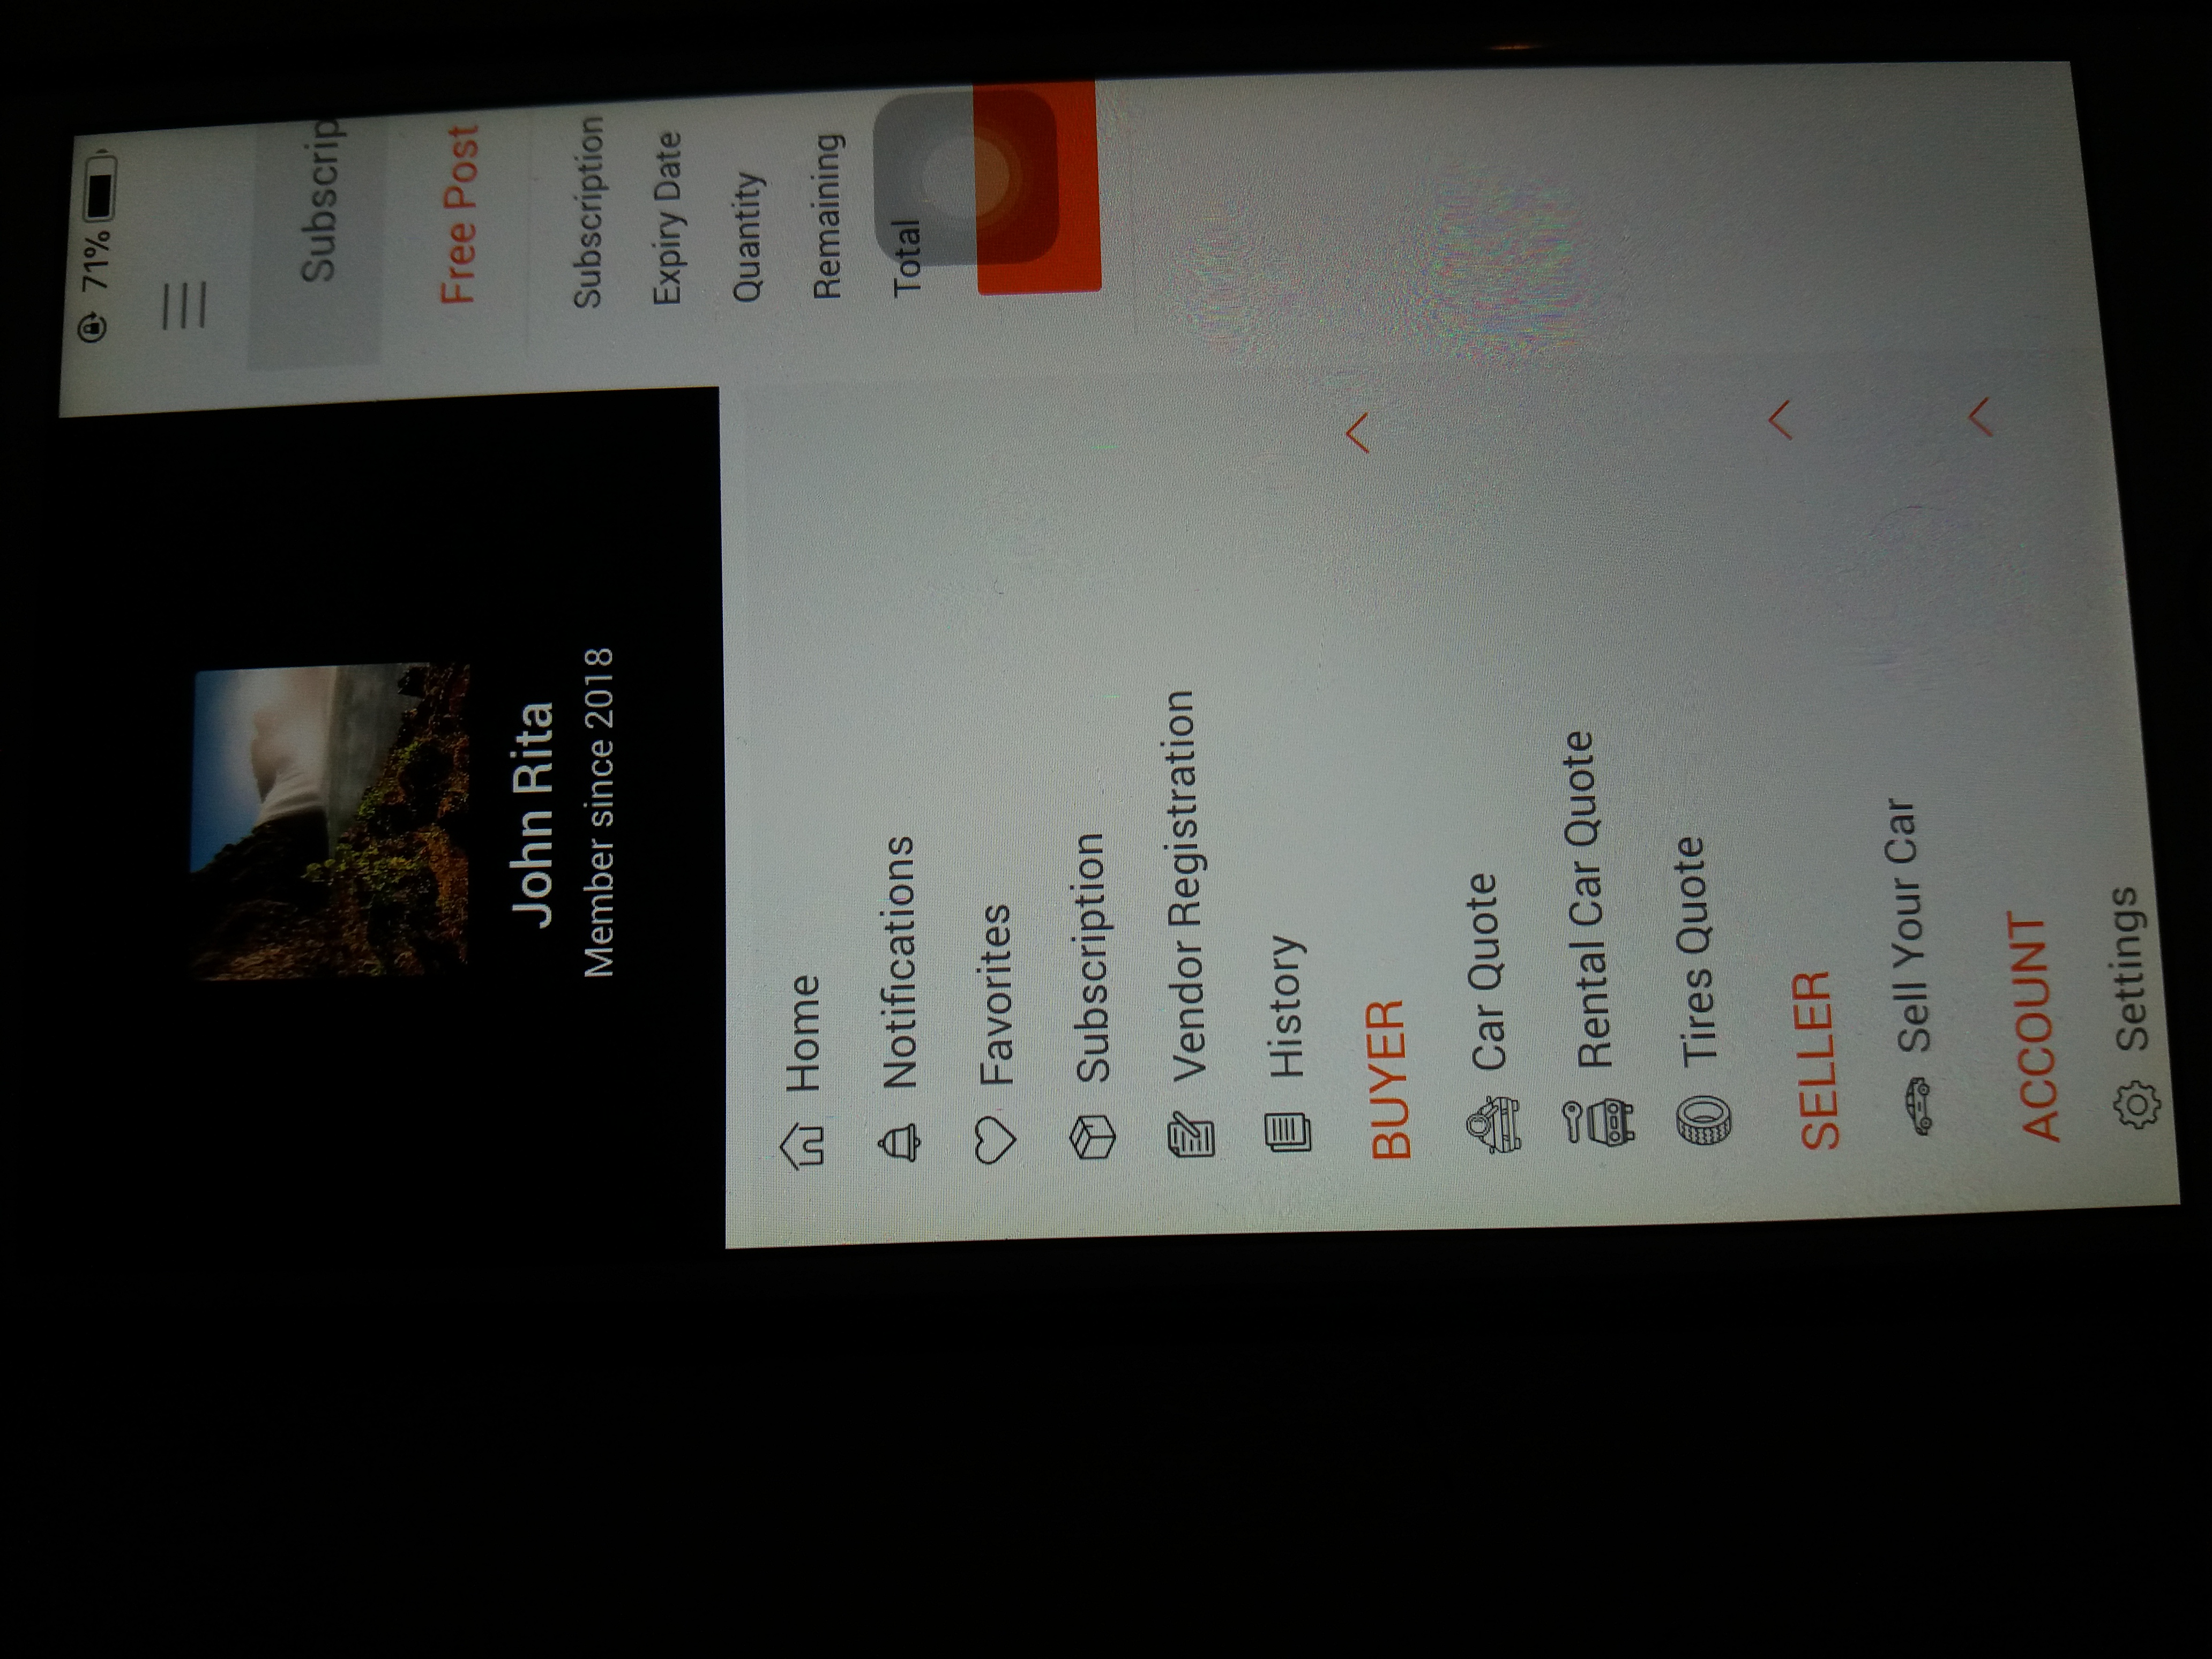 71%
Subscrip
Free Post
Subscription
Expiry Date
Quantity
Remaining
Total
John Rita
Member since 2018
Home
Notifications
Favorites
Subscription
Vendor Registration
History
BUYER
Car Quote
Rental Car Quote
Tires Quote
SELLER
Sell Your Car
ACCOUNT
Settings